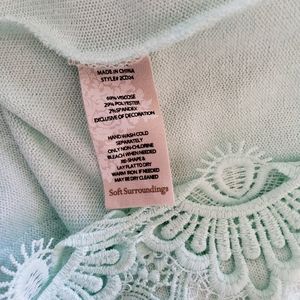 MADE IN CHINA
STYLE# 2CD04
69% VISCOSE
29% POLYESTER
2% SPANDEX
EXCLUSIVE OF DECORATION
HAND WASH COLD
SEPARATELY
ONLY NON-CHLORINE
BLEACH WHEN NEEDED
RE-SHAPE &
LAY FLAT TO DRY
WARM IRON IF NEEDED
MAY BE DRY CLEANED
Soft Surroundings